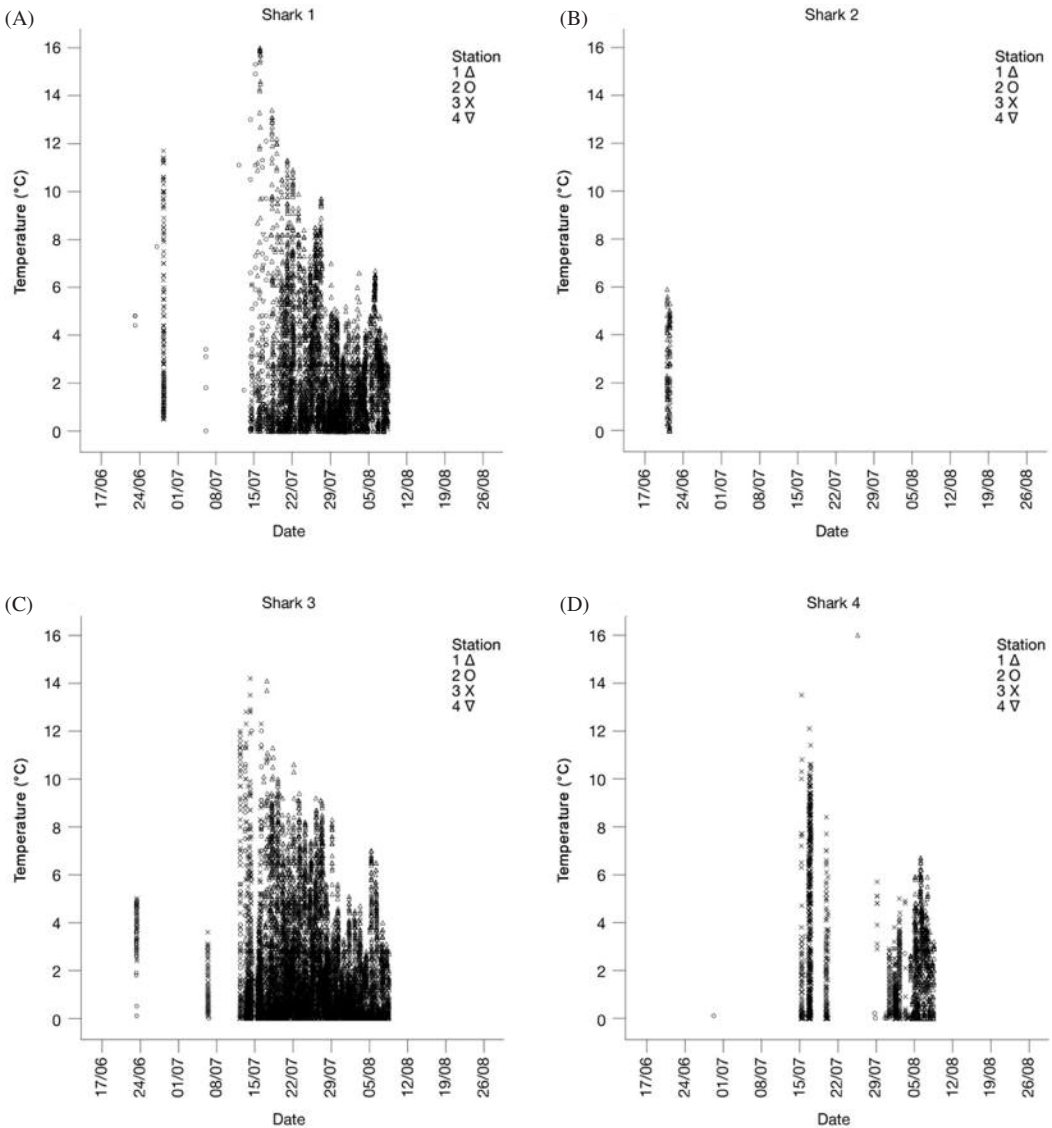 (A)
Shark 1
Station
1 Δ
2 O
3 X
4 ∇
Temperature (°C)
16
14
12
10
8
6
4
2
0
17/06
24/06
01/07
08/07
15/07
22/07
29/07
05/08
12/08
19/08
26/08
Date
(B)
Shark 2
Station
1 Δ
2 O
3 X
4 ∇
Temperature (°C)
16
14
12
10
8
6
4
2
0
17/06
24/06
01/07
08/07
15/07
22/07
29/07
05/08
12/08
19/08
26/08
Date
(C)
Shark 3
Station
1 Δ
2 O
3 X
4 ∇
Temperature (°C)
16
14
12
10
8
6
4
2
0
17/06
24/06
01/07
08/07
15/07
22/07
29/07
05/08
12/08
19/08
26/08
Date
(D)
Shark 4
Station
1 Δ
2 O
3 X
4 ∇
Temperature (°C)
16
14
12
10
8
6
4
2
0
17/06
24/06
01/07
08/07
15/07
22/07
29/07
05/08
12/08
19/08
26/08
Date